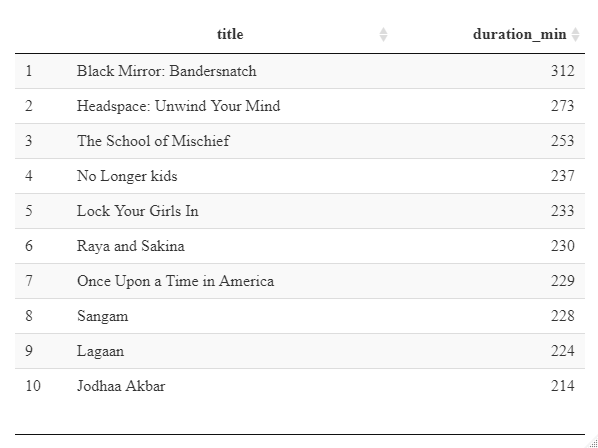 title duration_min
1 Black Mirror: Bandersnatch 312
2 Headspace: Unwind Your Mind 273
3 The School of Mischief 253
4 No Longer kids 237
5 Lock Your Girls In 233
6 Raya and Sakina 230
7 Once Upon a Time in America 229
8 Sangam 228
9 Lagaan 224
10 Jodhaa Akbar 214